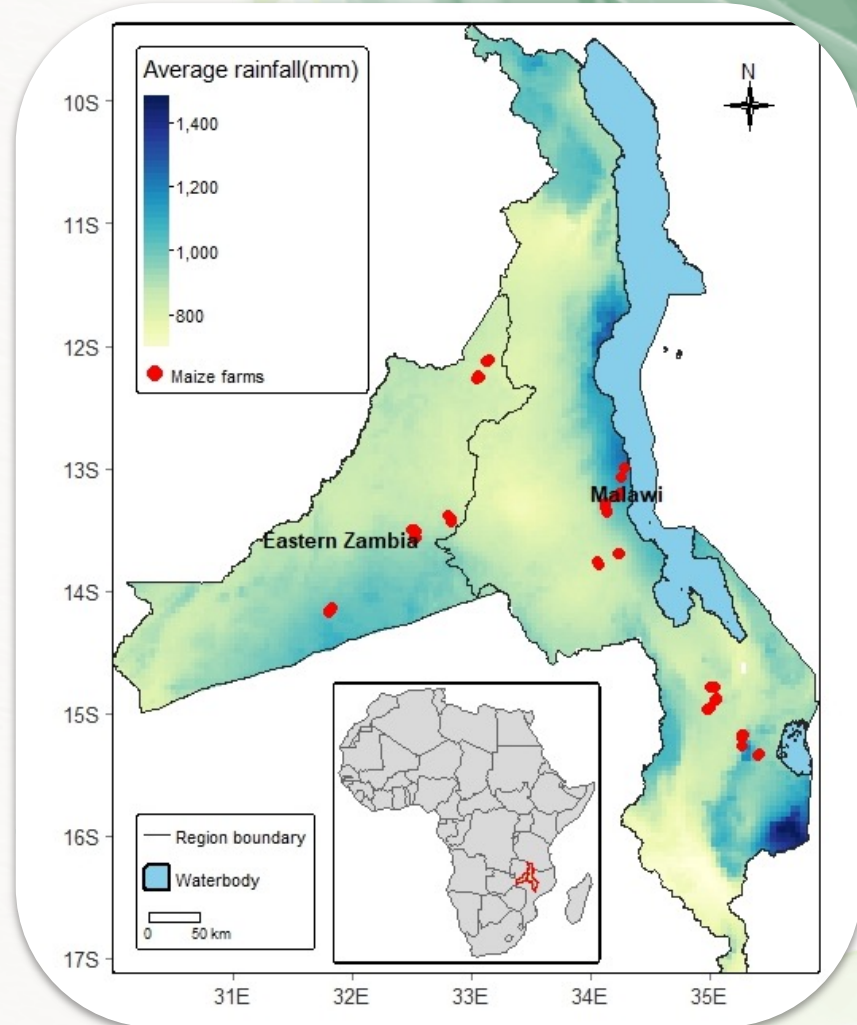 Average rainfall(mm)
1,400
1,200
1,000
800
Maize farms
N
10S
11S
12S
13S
14S
15S
16S
17S
Malawi
Eastern Zambia
Region boundary
Waterbody
0 50 km
31E 32E 33E 34E 35E